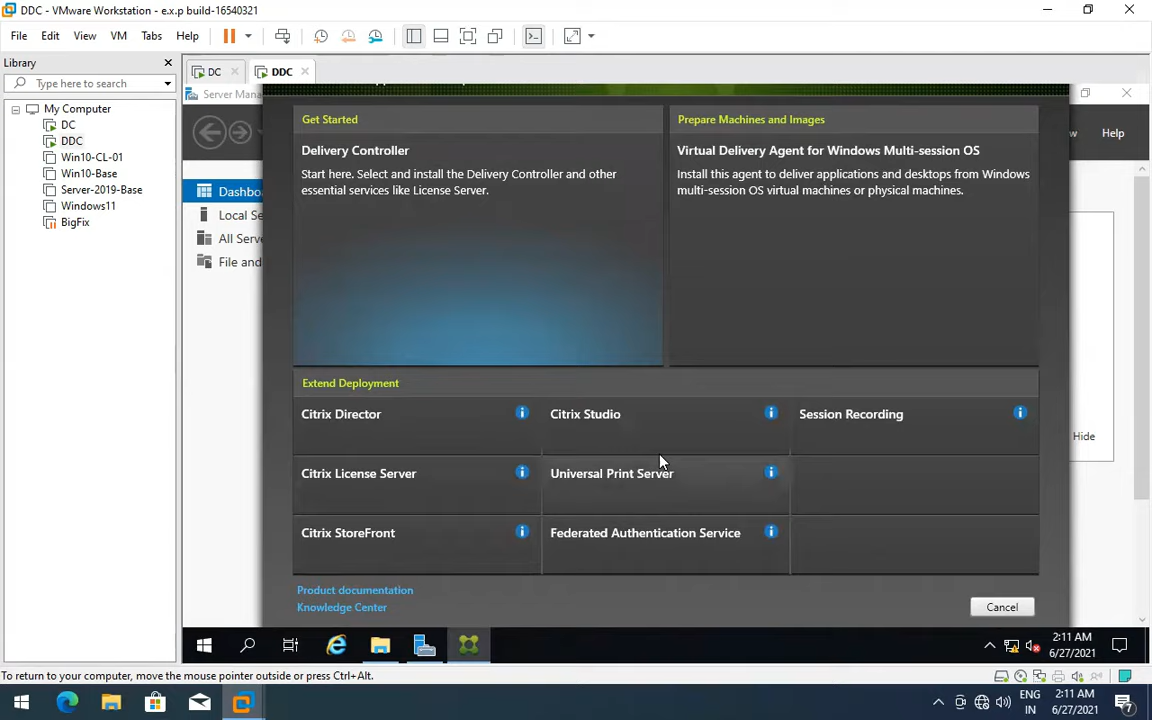 DDC - VMware Workstation - e.x.p build-16540321
File Edit View VM Tabs Help
Library
Type here to search
My Computer
DC
DDC
Win10-CL-01
Win10-Base
Server-2019-Base
Windows11
BigFix
DC
DDC
Server Mana
Help
Dashbo
Local Se
All Serve
File and
Hide
Get Started
Delivery Controller
Start here. Select and install the Delivery Controller and other
essential services like License Server.
Prepare Machines and Images
Virtual Delivery Agent for Windows Multi-session OS
Install this agent to deliver applications and desktops from Windows
multi-session OS virtual machines or physical machines.
Extend Deployment
Citrix Director
Citrix Studio
Session Recording
Citrix License Server
Universal Print Server
Citrix StoreFront
Federated Authentication Service
Product documentation
Knowledge Center
Cancel
2:11 AM
6/27/2021
To return to your computer, move the mouse pointer outside or press Ctrl+Alt.
ENG
IN
2:11 AM
6/27/2021
7